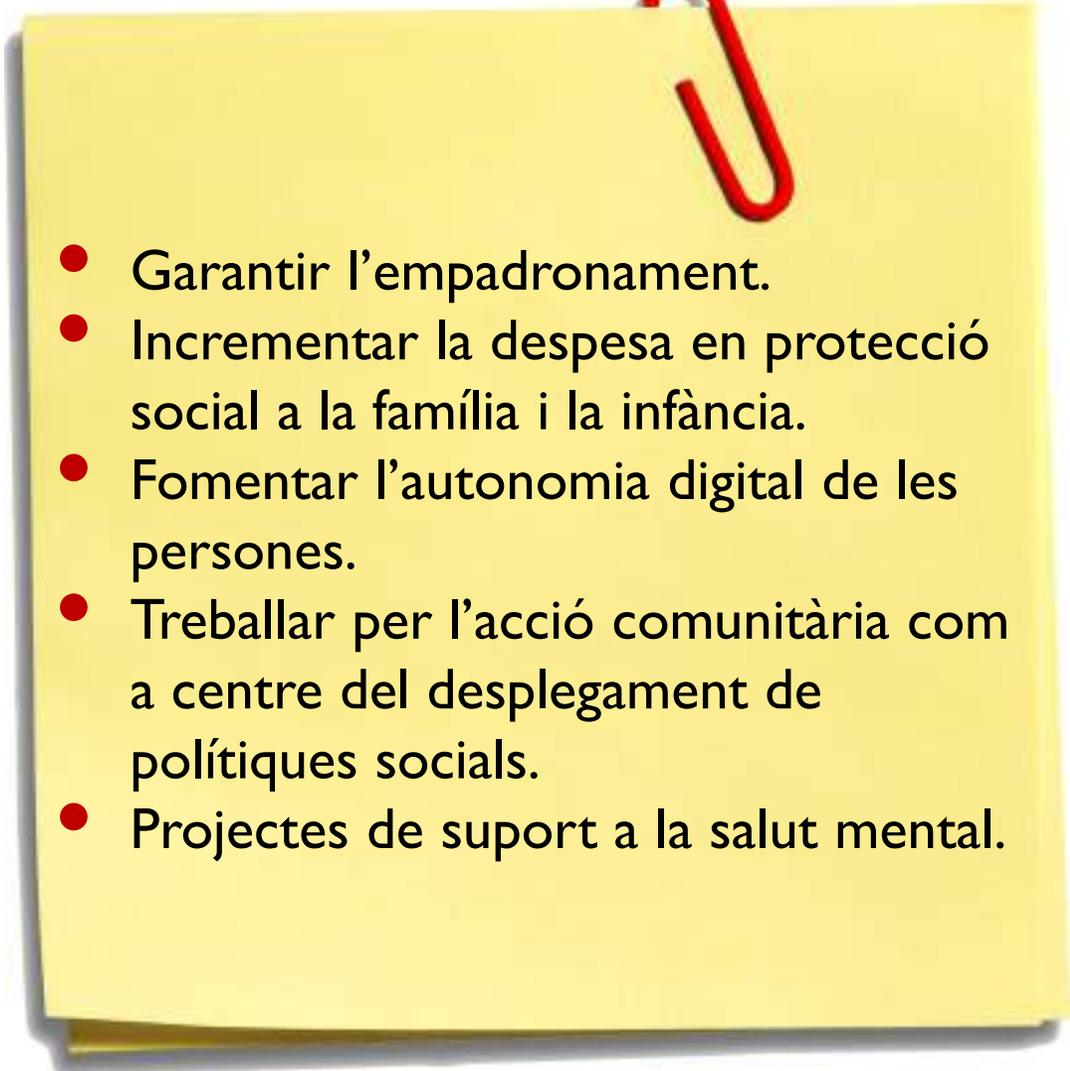 • Garantir l’empadronament.
• Incrementar la despesa en protecció
social a la família i la infància.
• Fomentar l’autonomia digital de les
persones.
• Treballar per l’acció comunitària com
a centre del desplegament de
polítiques socials.
• Projectes de suport a la salut mental.